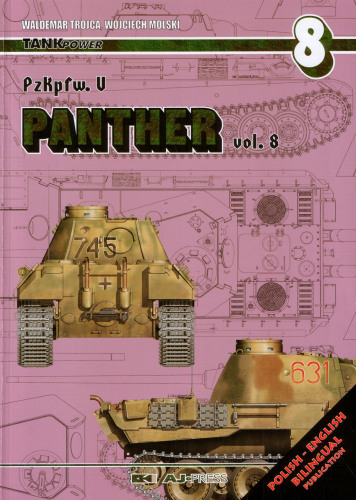 WALDEMAR TROJCA, WOJCIECH MOLSKI
TANKPOWER
8
PzKpfw. V
PANTHER vol. 8
745
631
POLISH - ENGLISH
BILINGUAL
PUBLICATION
AJ-PRESS